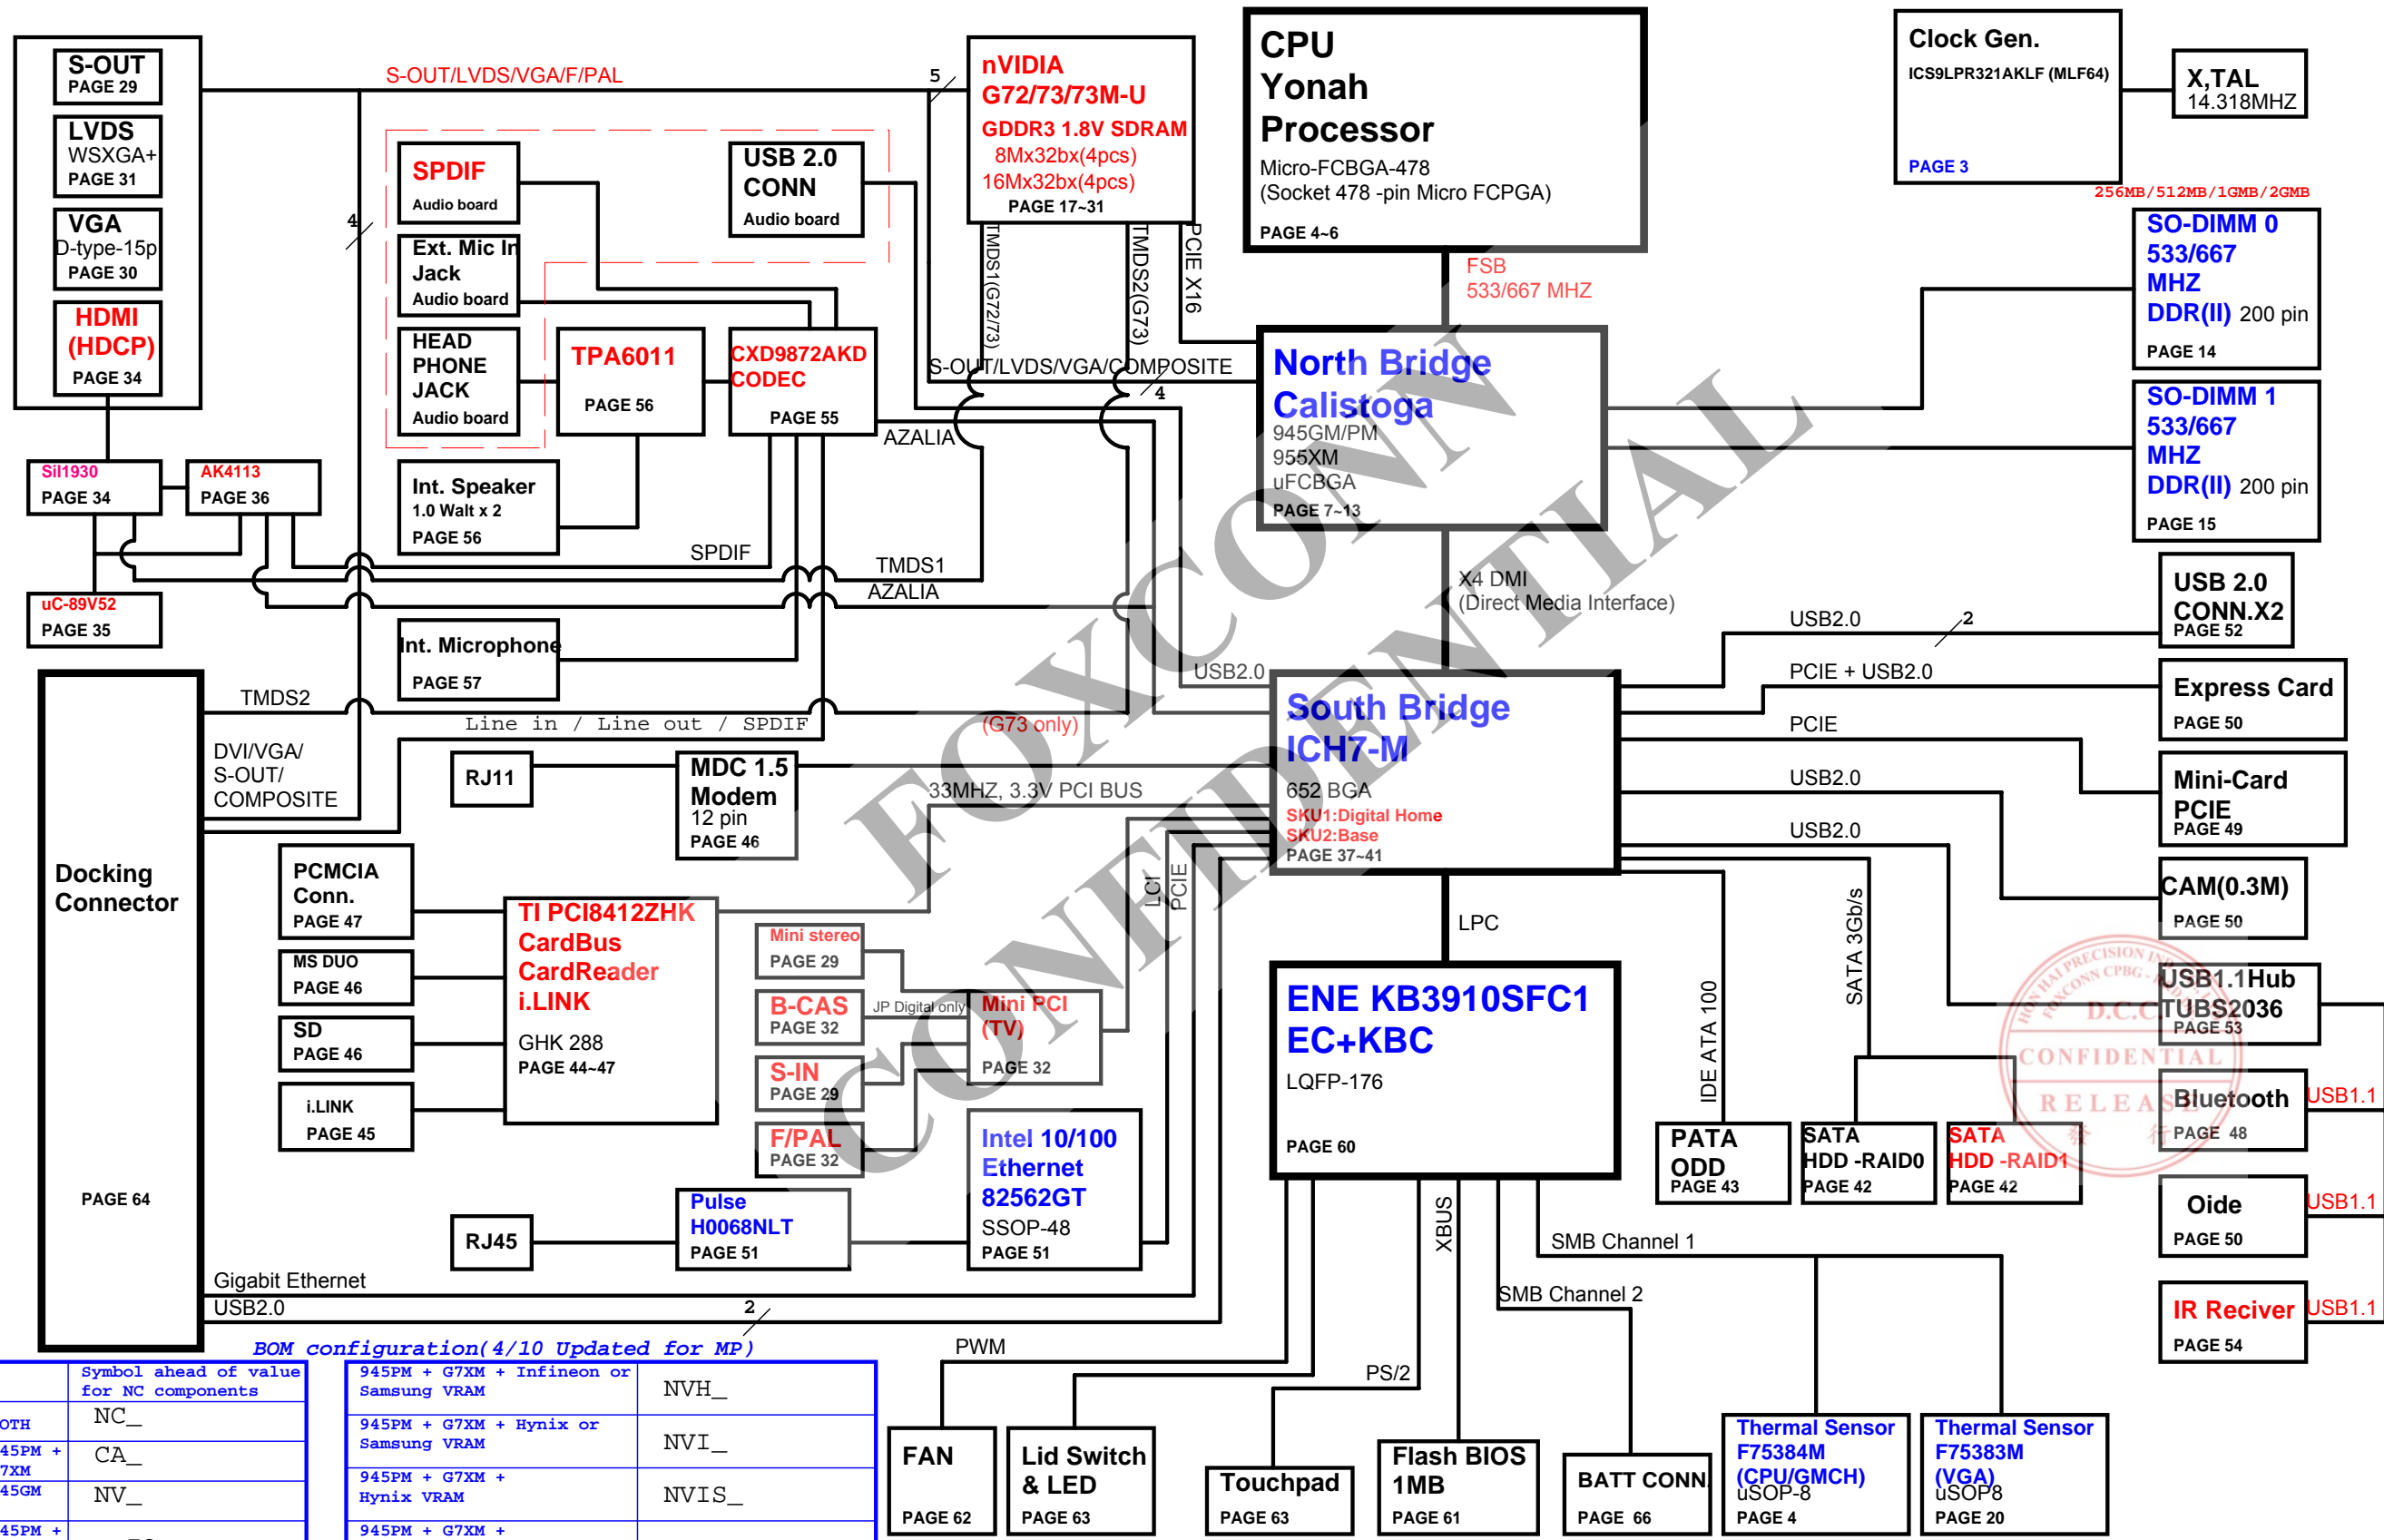 S-OUT
PAGE 29
LVDS
WSXGA+
PAGE 31
VGA
D-type-15p
PAGE 30
HDMI
(HDCP)
PAGE 34
S-OUT/LVDS/VGA/F/PAL
5
4
SPDIF
Audio board
Ext. Mic In
Jack
Audio board
HEAD
PHONE
JACK
Audio board
USB 2.0
CONN
Audio board
TPA6011
PAGE 56
CXD9872AKD
CODEC
PAGE 55
AZALIA
nVIDIA
G72/73/73M-U
GDDR3 1.8V SDRAM
8Mx32bx(4pcs)
16Mx32bx(4pcs)
PAGE 17~31
TMDS1(G72/73)
TMDS2(G73)
PCIE X16
S-OUT/LVDS/VGA/COMPOSITE
4
CPU
Yonah
Processor
Micro-FCBGA-478
(Socket 478 -pin Micro FCPGA)
PAGE 4~6
FSB
533/667 MHZ
Clock Gen.
ICS9LPR321AKLF (MLF64)
PAGE 3
X,TAL
14.318MHZ
256MB/512MB/1GMB/2GMB
SO-DIMM 0
533/667
MHZ
DDR(II) 200 pin
PAGE 14
SO-DIMM 1
533/667
MHZ
DDR(II) 200 pin
PAGE 15
North Bridge
Calistoga
945GM/PM
955XM
uFCBGA
PAGE 7~13
X4 DMI
(Direct Media Interface)
SiI1930
PAGE 34
AK4113
PAGE 36
Int. Speaker
1.0 Walt x 2
PAGE 56
uC-89V52
PAGE 35
SPDIF
TMDS1
AZALIA
Int. Microphone
PAGE 57
TMDS2
Line in / Line out / SPDIF
(G73 only)
DVI/VGA/
S-OUT/
COMPOSITE
Docking
Connector
PAGE 64
RJ11
MDC 1.5
Modem
12 pin
PAGE 46
33MHZ, 3.3V PCI BUS
USB2.0
South Bridge
ICH7-M
652 BGA
SKU1:Digital Home
SKU2:Base
PAGE 37~41
USB2.0
2
USB 2.0
CONN.X2
PAGE 52
PCIE + USB2.0
Express Card
PAGE 50
PCIE
Mini-Card
PCIE
PAGE 49
USB2.0
CAM(0.3M)
PAGE 50
USB2.0
USB1.1Hub
TUBS2036
PAGE 53
Bluetooth
PAGE 48
USB1.1
Oide
PAGE 50
USB1.1
IR Reciver
PAGE 54
USB1.1
PCMCIA
Conn.
PAGE 47
MS DUO
PAGE 46
SD
PAGE 46
i.LINK
PAGE 45
TI PCI8412ZHK
CardBus
CardReader
i.LINK
GHK 288
PAGE 44~47
Mini stereo
PAGE 29
B-CAS
PAGE 32
JP Digital only
S-IN
PAGE 29
F/PAL
PAGE 32
Mini PCI
(TV)
PAGE 32
LCI
PCIE
LPC
ENE KB3910SFC1
EC+KBC
LQFP-176
PAGE 60
IDE ATA 100
SATA 3Gb/s
PATA
ODD
PAGE 43
SATA
HDD -RAID0
PAGE 42
SATA
HDD -RAID1
PAGE 42
Intel 10/100
Ethernet
82562GT
SSOP-48
PAGE 51
Pulse
H0068NLT
PAGE 51
RJ45
Gigabit Ethernet
USB2.0
2
XBUS
SMB Channel 1
SMB Channel 2
PWM
PS/2
FAN
PAGE 62
Lid Switch
& LED
PAGE 63
Touchpad
PAGE 63
Flash BIOS
1MB
PAGE 61
BATT CONN.
PAGE 66
Thermal Sensor
F75384M
(CPU/GMCH)
uSOP-8
PAGE 4
Thermal Sensor
F75383M
(VGA)
uSOP8
PAGE 20
BOM configuration(4/10 Updated for MP)
Symbol ahead of value
for NC components
OTH
NC_
45PM +
7XM
CA_
45GM
NV_
45PM +
945PM + G7XM + Infineon or
Samsung VRAM
NVH_
945PM + G7XM + Hynix or
Samsung VRAM
NVI_
945PM + G7XM +
Hynix VRAM
NVIS_
945PM + G7XM +
FOXCONN
CONFIDENTIAL
D.C.C.
CONFIDENTIAL
RELEASE